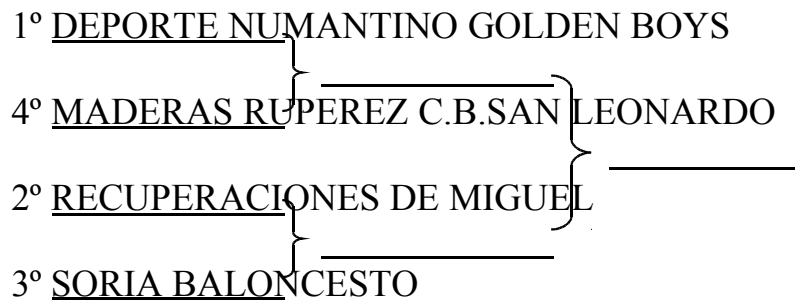 1º DEPORTE NUMANTINO GOLDEN BOYS
4º MADERAS RUPEREZ C.B.SAN LEONARDO
2º RECUPERACIONES DE MIGUEL
3º SORIA BALONCESTO